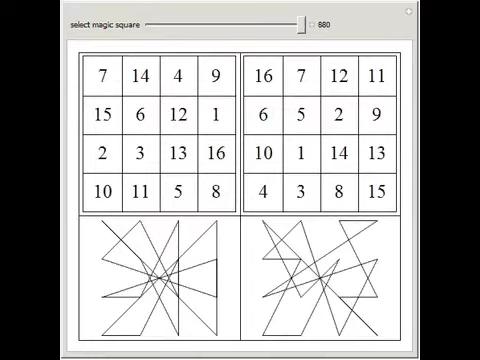 select magic square 880
7 14 4 9 16 7 12 11
15 6 12 1 6 5 2 9
2 3 13 16 10 1 14 13
10 11 5 8 4 3 8 15